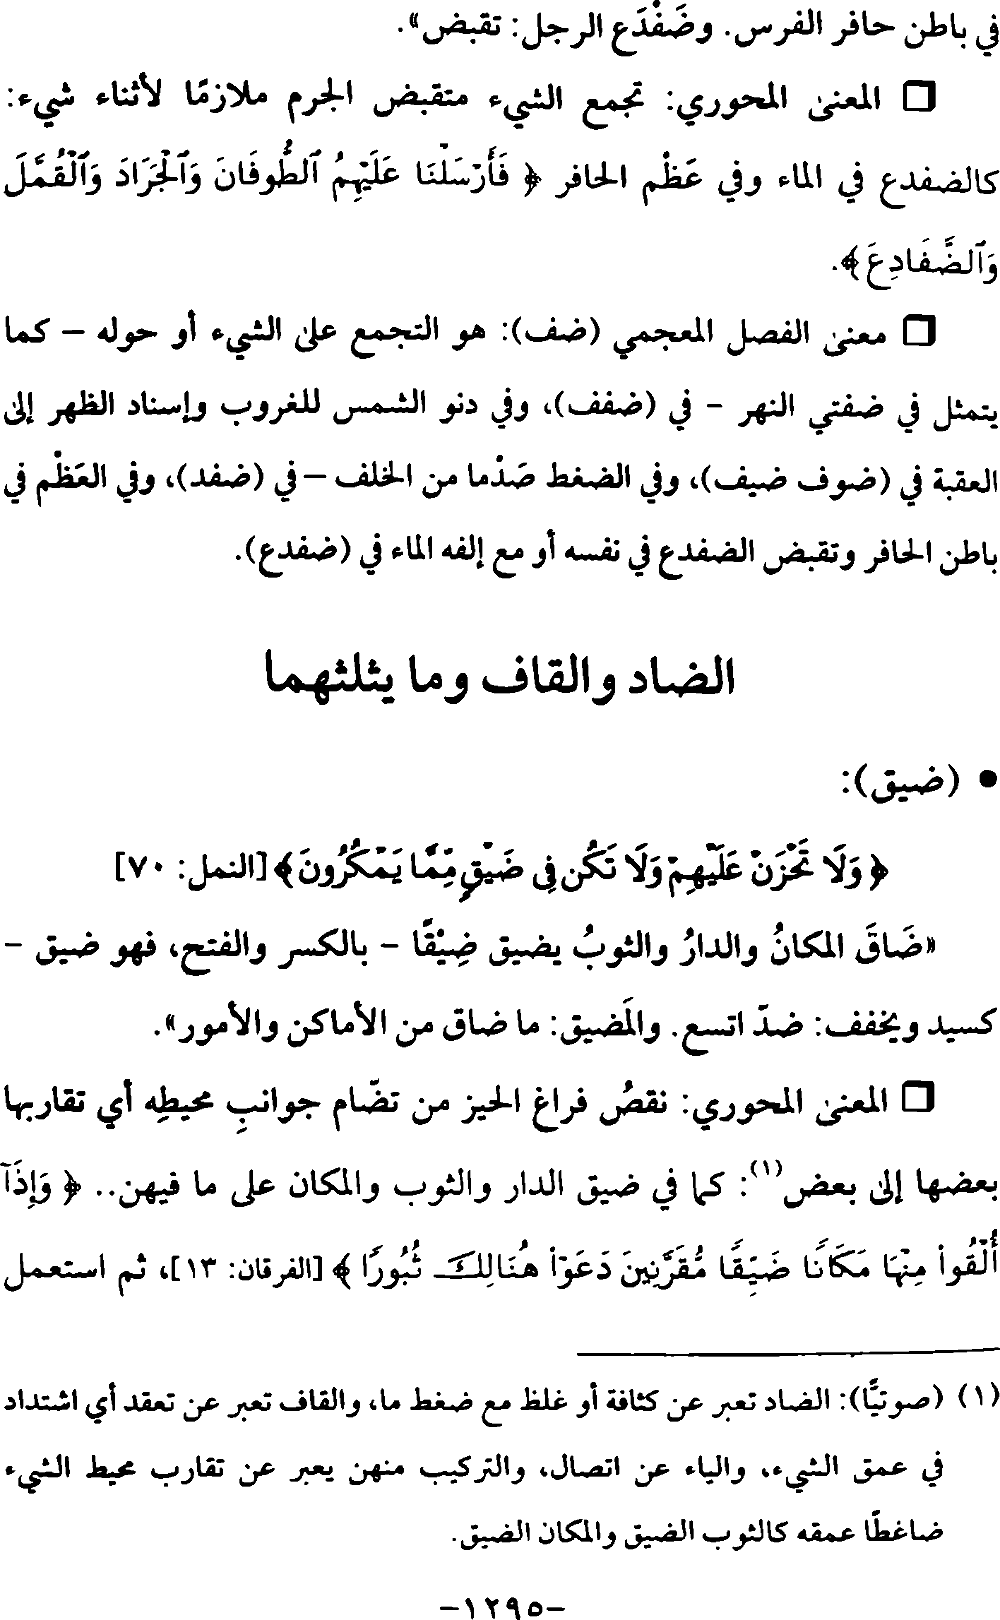 في باطن حافر الفرس. وضَفْدَع الرجل: تقبض».
□ المعنى المحوري: تجمع الشيء متقبض الجرم ملازمًا لأثناء شيء:
كالضفدع في الماء وفي عَظْم الحافر ﴿ فَأَرْسَلْنَا عَلَيْهِمُ ٱلطُّوفَانَ وَٱلْجَرَادَ وَٱلْقُمَّلَ
وَٱلضَّفَادِعَ ﴾.
□ معنى الفصل المعجمي (ضف): هو التجمع على الشيء أو حوله – كما
يتمثل في ضفتي النهر - في (ضفف)، وفي دنو الشمس للغروب وإسناد الظهر إلى
العقبة في (ضوف ضيف)، وفي الضغط صَدْما من الخلف – في (ضفد)، وفي العَظْم في
باطن الحافر وتقبض الضفدع في نفسه أو مع إلفه الماء في (ضفدع).
الضاد والقاف وما يثلثهما
• (ضيق):
﴿ وَلَا تَحْزَنْ عَلَيْهِمْ وَلَا تَكُن فِي ضَيْقٍ مِّمَّا يَمْكُرُونَ ﴾ [النمل: ٧٠]
«ضَاقَ المكانُ والدارُ والثوبُ يضيق ضِيْقًا - بالكسر والفتح، فهو ضيق -
كسيد ويخفف: ضدّ اتسع. والمَضيق: ما ضاق من الأماكن والأمور».
□ المعنى المحوري: نقصُ فراغ الحيز من تضّام جوانبِ محيطِه أي تقاربها
بعضها إلى بعض(١): كما في ضيق الدار والثوب والمكان على ما فيهن.. ﴿ وَإِذَآ
أُلْقُواْ مِنْهَا مَكَانًا ضَيِّقًا مُّقَرَّنِينَ دَعَوْاْ هُنَالِكَ ثُبُورًا ﴾ [الفرقان: ١٣]، ثم استعمل
(١) (صوتيًّا): الضاد تعبر عن كثافة أو غلظ مع ضغط ما، والقاف تعبر عن تعقد أي اشتداد
في عمق الشيء، والياء عن اتصال، والتركيب منهن يعبر عن تقارب محيط الشيء
ضاغطًا عمقه كالثوب الضيق والمكان الضيق.
-١٢٩٥-